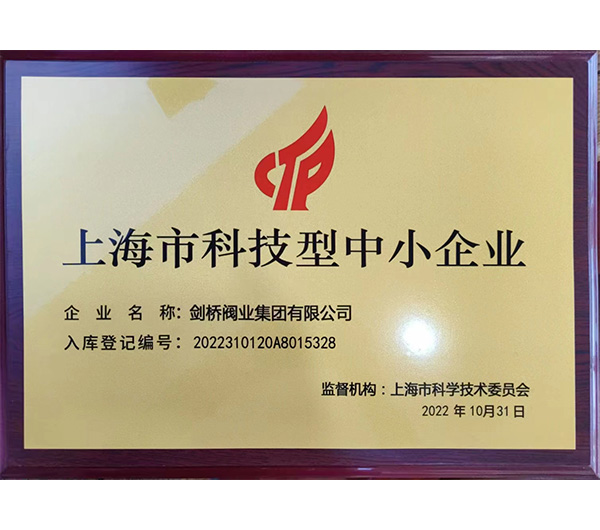 CTP
上海市科技型中小企业
企业名称：剑桥阀业集团有限公司
入库登记编号：2022310120A8015328
监督机构：上海市科学技术委员会
2022 年 10月31日